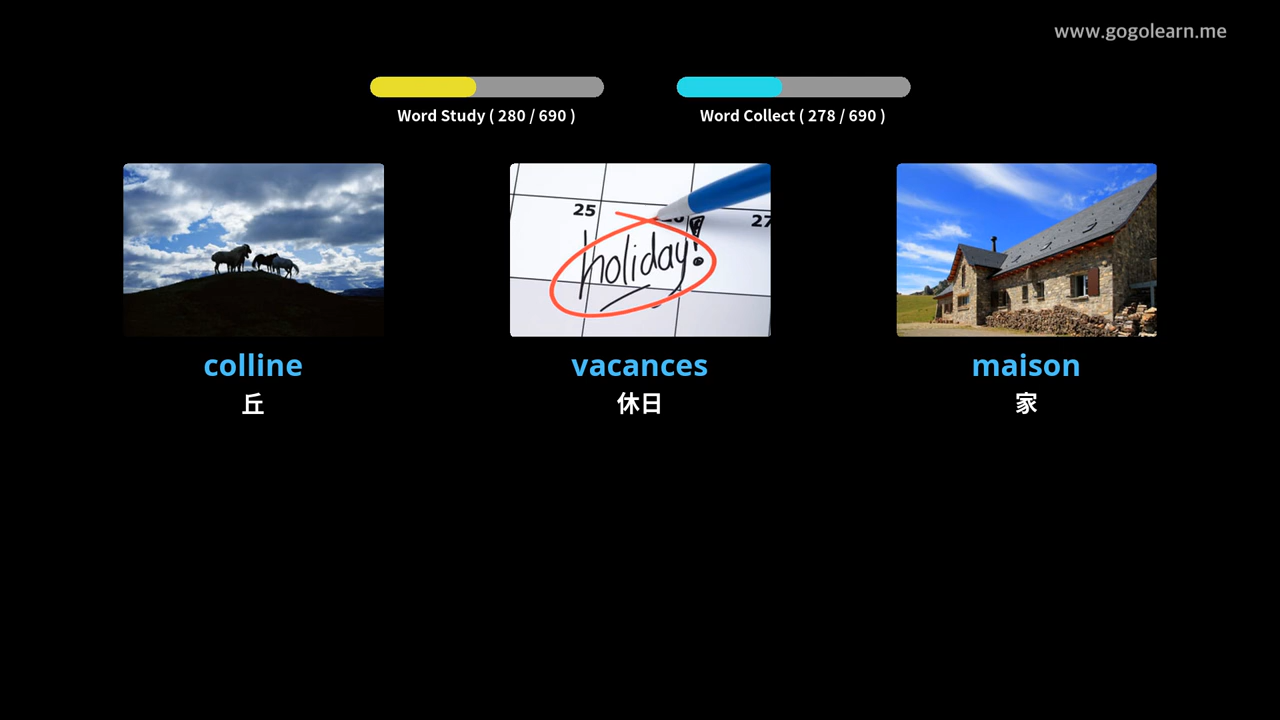 www.gogolearn.me
Word Study ( 280 / 690 )
Word Collect ( 278 / 690 )
25
27
holiday!
colline
vacances
maison
丘
休日
家